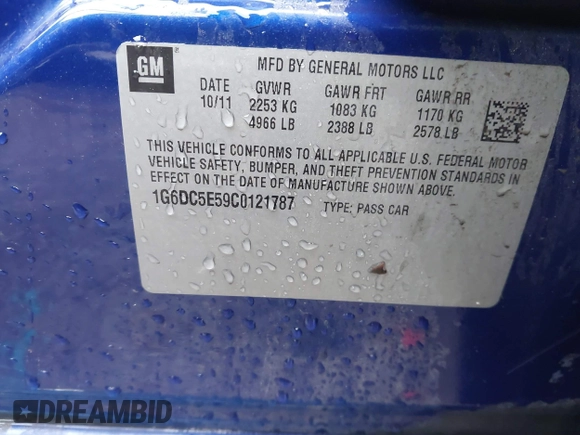 GM
MFD BY GENERAL MOTORS LLC
DATE GVWR GAWR FRT GAWR RR
10/11 2253 KG 1083 KG 1170 KG
4966 LB 2388 LB 2578 LB
THIS VEHICLE CONFORMS TO ALL APPLICABLE U.S. FEDERAL MOTOR
VEHICLE SAFETY, BUMPER, AND THEFT PREVENTION STANDARDS IN
EFFECT ON THE DATE OF MANUFACTURE SHOWN ABOVE.
1G6DC5E59C0121787 TYPE: PASS CAR
DREAMBID